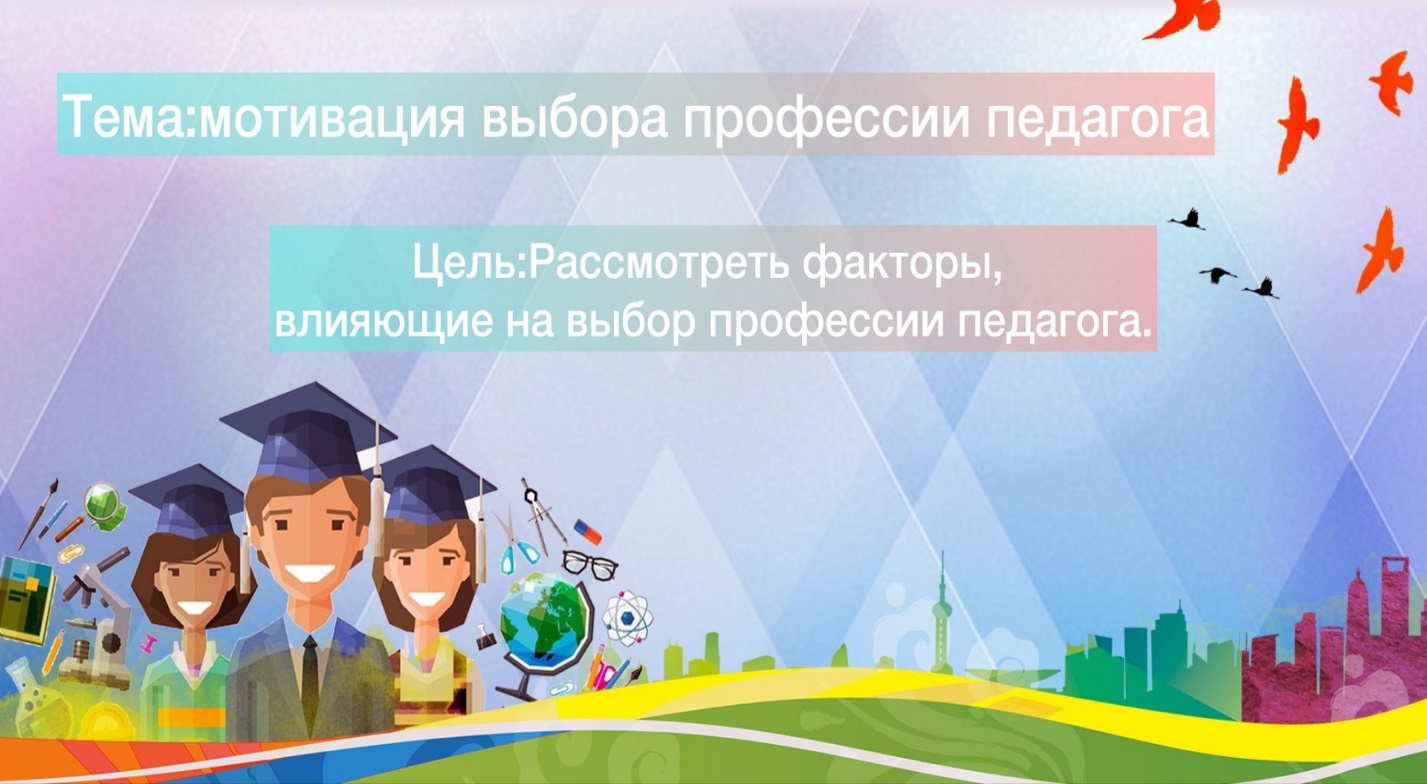 Тема:мотивация выбора профессии педагога
Цель:Рассмотреть факторы,
влияющие на выбор профессии педагога.